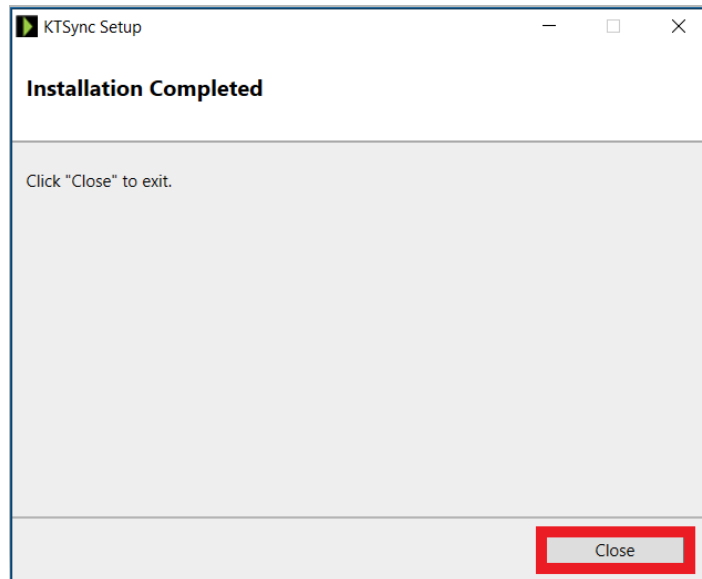 KTSync Setup
Installation Completed
Click "Close" to exit.
Close